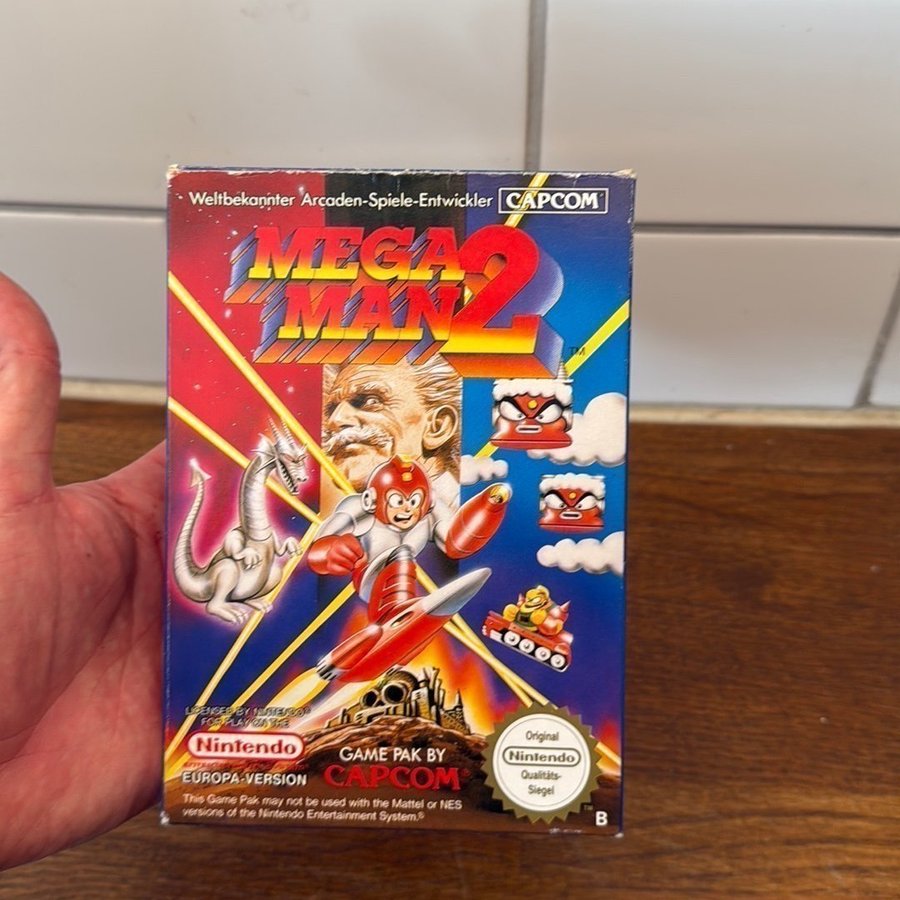 Weltbekannter Arcaden-Spiele-Entwickler CAPCOM®
MEGA
MAN 2
TM
LICENSED BY NINTENDO®
FOR PLAY ON THE
Nintendo
EUROPA-VERSION
GAME PAK BY
CAPCOM®
This Game Pak may not be used with the Mattel or NES
versions of the Nintendo Entertainment System.®
Original
Nintendo
Qualitäts-
Siegel
TM
B